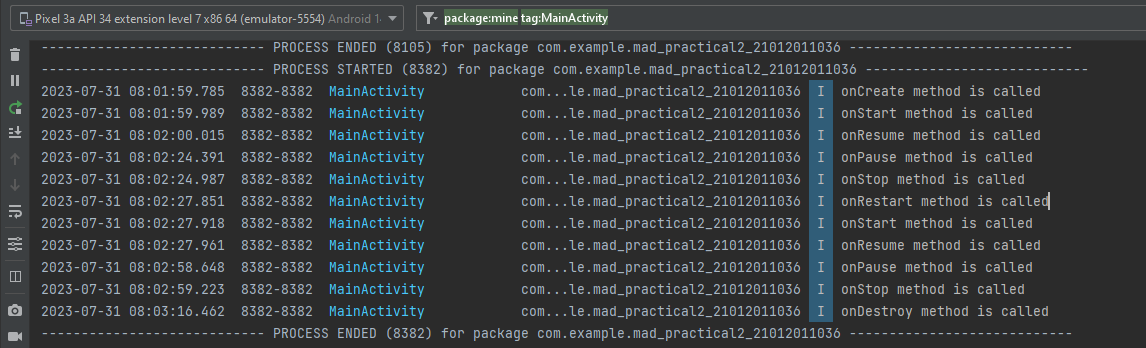 Pixel 3a API 34 extension level 7 x86 64 (emulator-5554) Android 1 package:mine tag:MainActivity
--------------------------- PROCESS ENDED (8105) for package com.example.mad_practical2_21012011036 ---------------------------
--------------------------- PROCESS STARTED (8382) for package com.example.mad_practical2_21012011036 ---------------------------
2023-07-31 08:01:59.785 8382-8382 MainActivity com...le.mad_practical2_21012011036 I onCreate method is called
2023-07-31 08:01:59.989 8382-8382 MainActivity com...le.mad_practical2_21012011036 I onStart method is called
2023-07-31 08:02:00.015 8382-8382 MainActivity com...le.mad_practical2_21012011036 I onResume method is called
2023-07-31 08:02:24.391 8382-8382 MainActivity com...le.mad_practical2_21012011036 I onPause method is called
2023-07-31 08:02:24.987 8382-8382 MainActivity com...le.mad_practical2_21012011036 I onStop method is called
2023-07-31 08:02:27.851 8382-8382 MainActivity com...le.mad_practical2_21012011036 I onRestart method is called
2023-07-31 08:02:27.918 8382-8382 MainActivity com...le.mad_practical2_21012011036 I onStart method is called
2023-07-31 08:02:27.961 8382-8382 MainActivity com...le.mad_practical2_21012011036 I onResume method is called
2023-07-31 08:02:58.648 8382-8382 MainActivity com...le.mad_practical2_21012011036 I onPause method is called
2023-07-31 08:02:59.223 8382-8382 MainActivity com...le.mad_practical2_21012011036 I onStop method is called
2023-07-31 08:03:16.462 8382-8382 MainActivity com...le.mad_practical2_21012011036 I onDestroy method is called
--------------------------- PROCESS ENDED (8382) for package com.example.mad_practical2_21012011036 ---------------------------